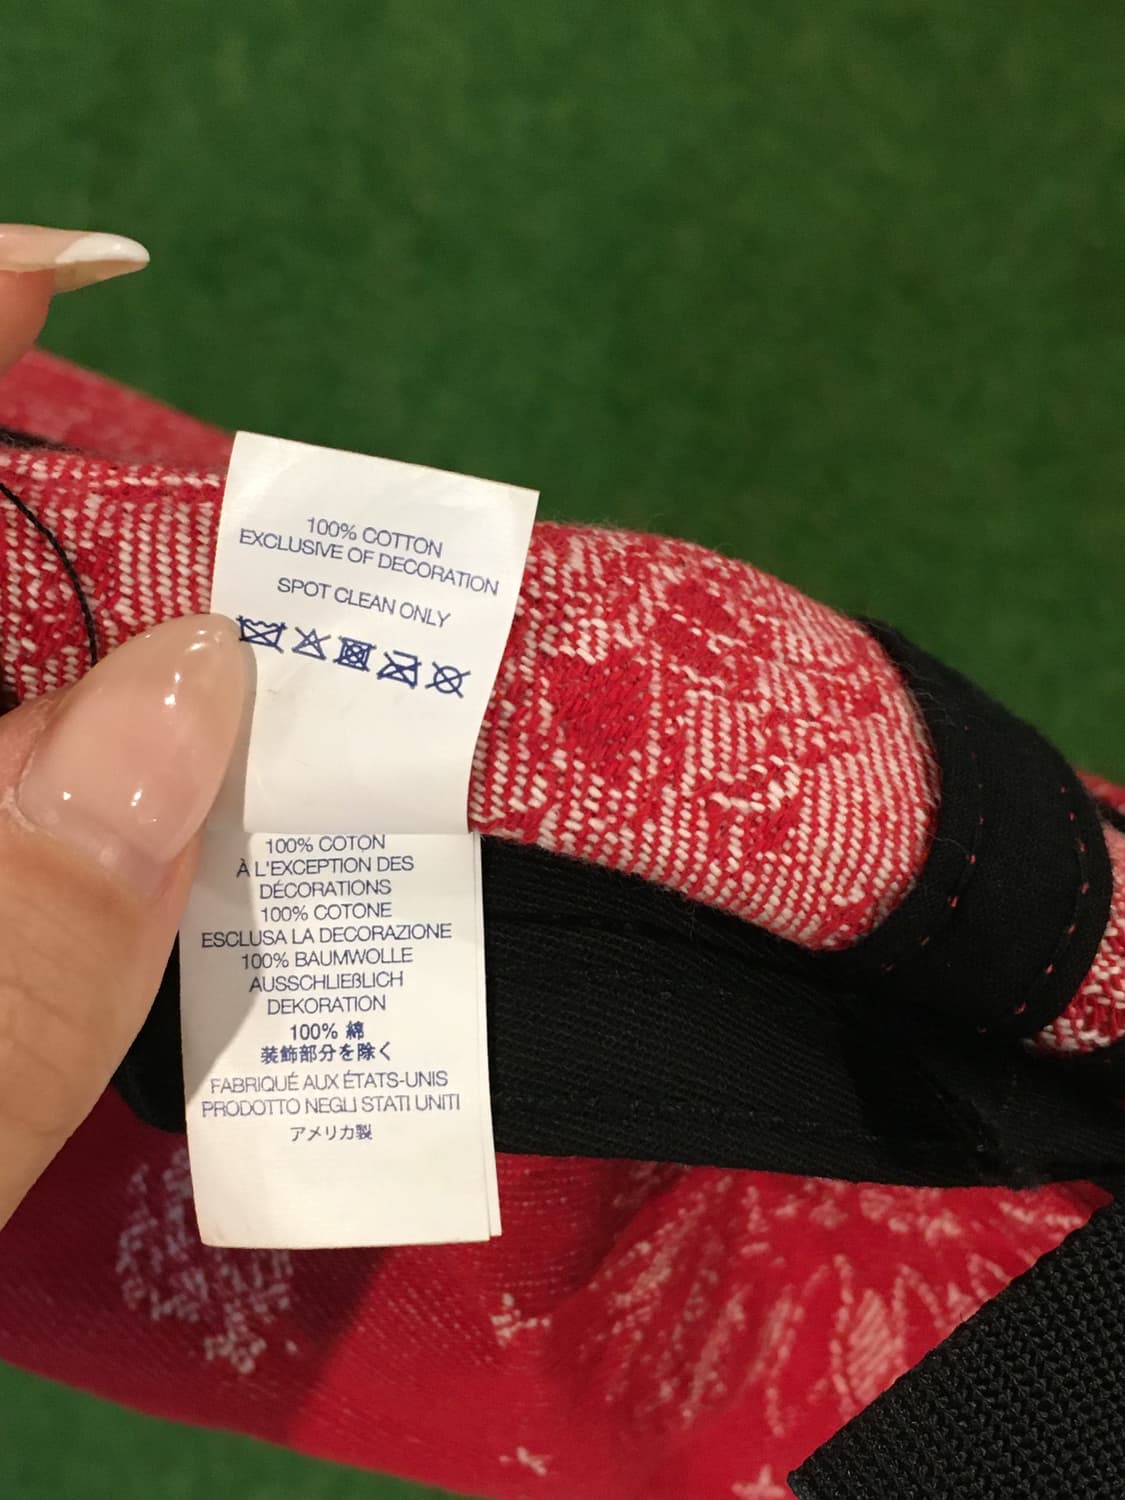 100% COTTON
EXCLUSIVE OF DECORATION
SPOT CLEAN ONLY
100% COTON
À L'EXCEPTION DES
DÉCORATIONS
100% COTONE
ESCLUSA LA DECORAZIONE
100% BAUMWOLLE
AUSSCHLIEßLICH
DEKORATION
100% 綿
装飾部分を除く
FABRIQUÉ AUX ÉTATS-UNIS
PRODOTTO NEGLI STATI UNITI
アメリカ製